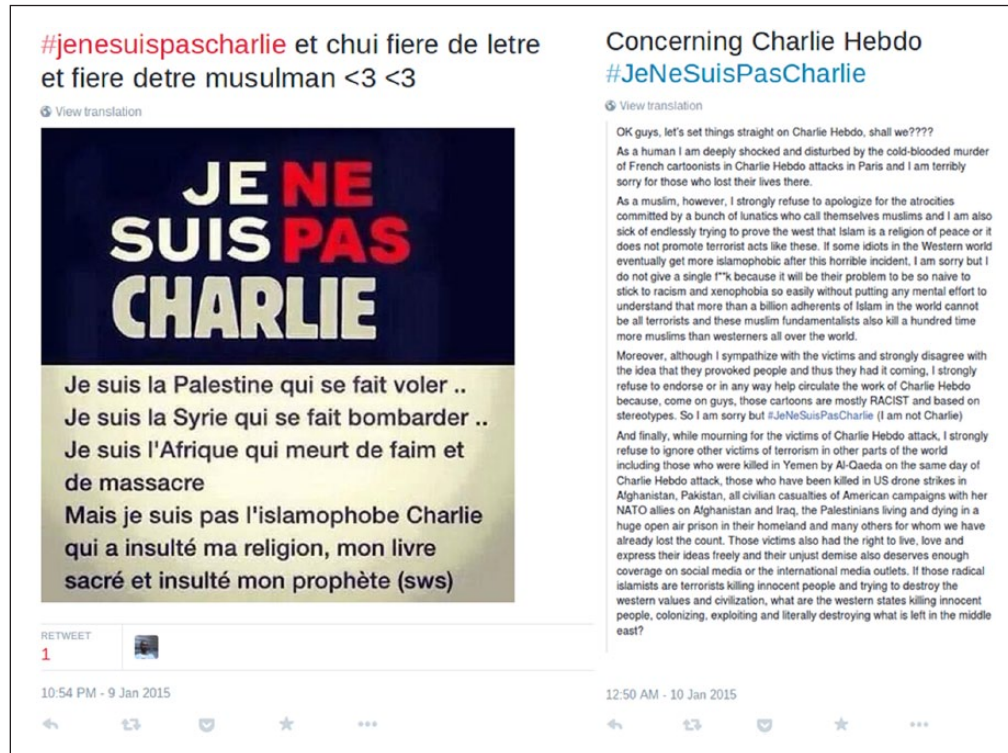 #jenesuispascharlie et chui fiere de letre
et fiere detre musulman <3 <3
View translation
JE NE
SUIS PAS
CHARLIE
Je suis la Palestine qui se fait voler ..
Je suis la Syrie qui se fait bombarder ..
Je suis l'Afrique qui meurt de faim et
de massacre
Mais je suis pas l'islamophobe Charlie
qui a insulté ma religion, mon livre
sacré et insulté mon prophète (sws)
RETWEET
1
10:54 PM - 9 Jan 2015
Concerning Charlie Hebdo
#JeNeSuisPasCharlie
View translation
OK guys, let's set things straight on Charlie Hebdo, shall we????
As a human I am deeply shocked and disturbed by the cold-blooded murder
of French cartoonists in Charlie Hebdo attacks in Paris and I am terribly
sorry for those who lost their lives there.
As a muslim, however, I strongly refuse to apologize for the atrocities
committed by a bunch of lunatics who call themselves muslims and I am also
sick of endlessly trying to prove the west that Islam is a religion of peace or it
does not promote terrorist acts like these. If some idiots in the Western world
eventually get more islamophobic after this horrible incident, I am sorry but I
do not give a single f**k because it will be their problem to be so naive to
stick to racism and xenophobia so easily without putting any mental effort to
understand that more than a billion adherents of Islam in the world cannot
be all terrorists and these muslim fundamentalists also kill a hundred time
more muslims than westerners all over the world.
Moreover, although I sympathize with the victims and strongly disagree with
the idea that they provoked people and thus they had it coming, I strongly
refuse to endorse or in any way help circulate the work of Charlie Hebdo
because, come on guys, those cartoons are mostly RACIST and based on
stereotypes. So I am sorry but #JeNeSuisPasCharlie (I am not Charlie)
And finally, while mourning for the victims of Charlie Hebdo attack, I strongly
refuse to ignore other victims of terrorism in other parts of the world
including those who were killed in Yemen by Al-Qaeda on the same day of
Charlie Hebdo attack, those who have been killed in US drone strikes in
Afghanistan, Pakistan, all civilian casualties of American campaigns with her
NATO allies on Afghanistan and Iraq, the Palestinians living and dying in a
huge open air prison in their homeland and many others for whom we have
already lost the count. Those victims also had the right to live, love and
express their ideas freely and their unjust demise also deserves enough
coverage on social media or the international media outlets. If those radical
islamists are terrorists killing innocent people and trying to destroy the
western values and civilization, what are the western states killing innocent
people, colonizing, exploiting and literally destroying what is left in the middle
east?
12:50 AM - 10 Jan 2015